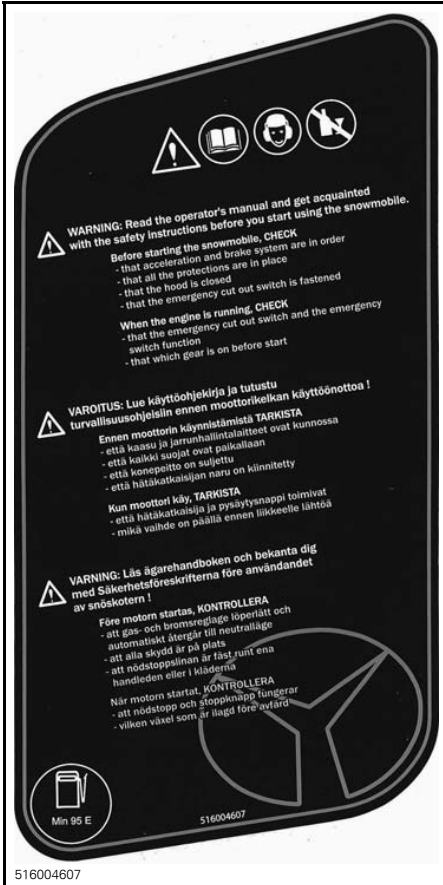 WARNING: Read the operator's manual and get acquainted
with the safety instructions before you start using the snowmobile.
Before starting the snowmobile, CHECK
- that acceleration and brake system are in order
- that all the protections are in place
- that the hood is closed
- that the emergency cut out switch is fastened
When the engine is running, CHECK
- that the emergency cut out switch and the emergency
switch function
- that which gear is on before start
VAROITUS: Lue käyttöohjekirja ja tutustu
turvallisuusohjeisiin ennen moottorikelkan käyttöönottoa !
Ennen moottorin käynnistämistä TARKISTA
- että kaasu ja jarrunhallintalaitteet ovat kunnossa
- että kaikki suojat ovat paikallaan
- että konepeitto on suljettu
- että hätäkatkaisijan naru on kiinnitetty
Kun moottori käy, TARKISTA
- että hätäkatkaisija ja pysäytysnappi toimivat
- mikä vaihde on päällä ennen liikkeelle lähtöä
VARNING: Läs ägarehandboken och bekanta dig
med Säkerhetsföreskrifterna före användandet
av snöskotern !
Före motorn startas, KONTROLLERA
- att gas- och bromsreglage löperlätt och
automatiskt återgår till neutralläge
- att alla skydd är på plats
- att nödstoppslinan är fäst runt ena
handleden eller i kläderna
När motorn startat, KONTROLLERA
- att nödstopp och stoppknapp fungerar
- vilken växel som är ilagd före avfärd
Min 95 E
516004607
516004607